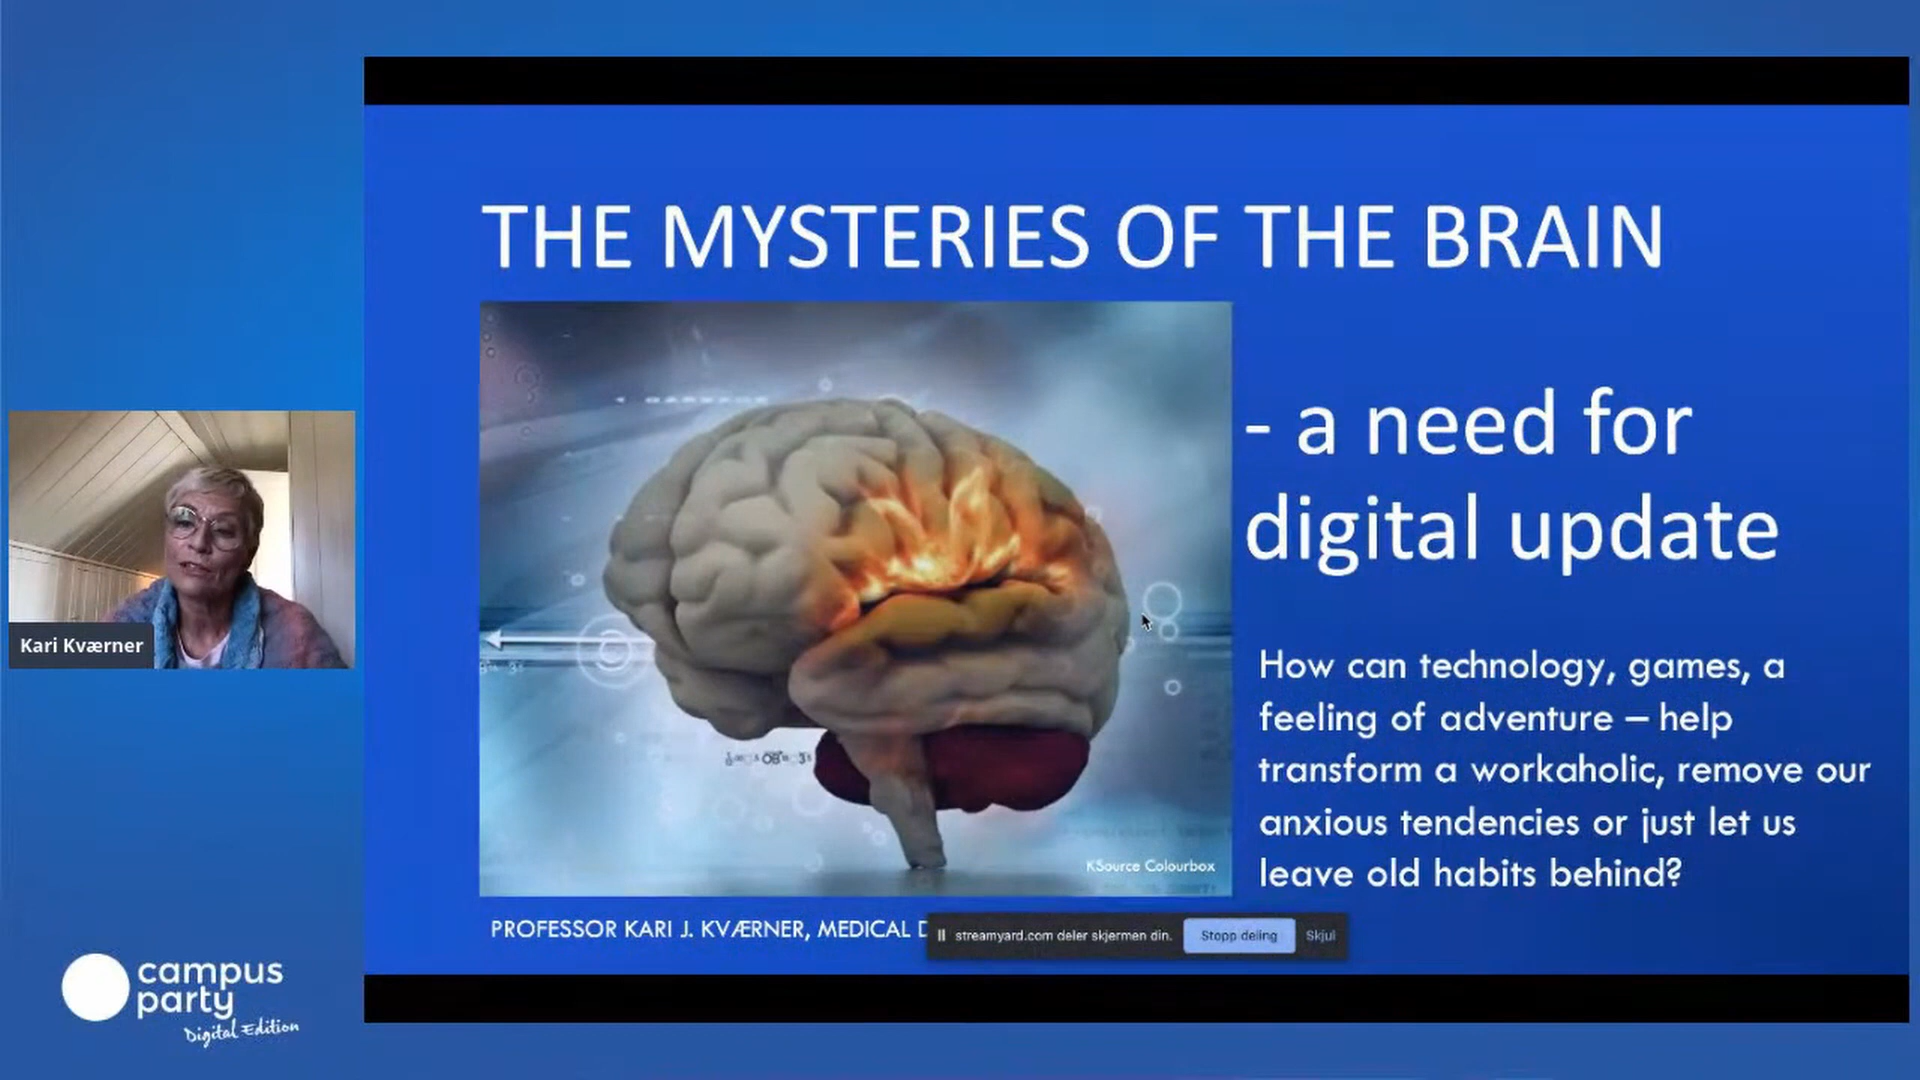 THE MYSTERIES OF THE BRAIN
- a need for
digital update
How can technology, games, a
feeling of adventure – help
transform a workaholic, remove our
anxious tendencies or just let us
leave old habits behind?
KSource Colourbox
PROFESSOR KARI J. KVÆRNER, MEDICAL D
streamyard.com deler skjermen din.
Stopp deling
Skjul
Kari Kværner
campus
party
Digital Edition